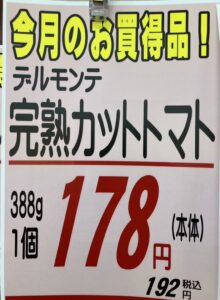 今月のお買得品！
デルモンテ
完熟カットトマト
388g
1個
178円
(本体)
192税込円